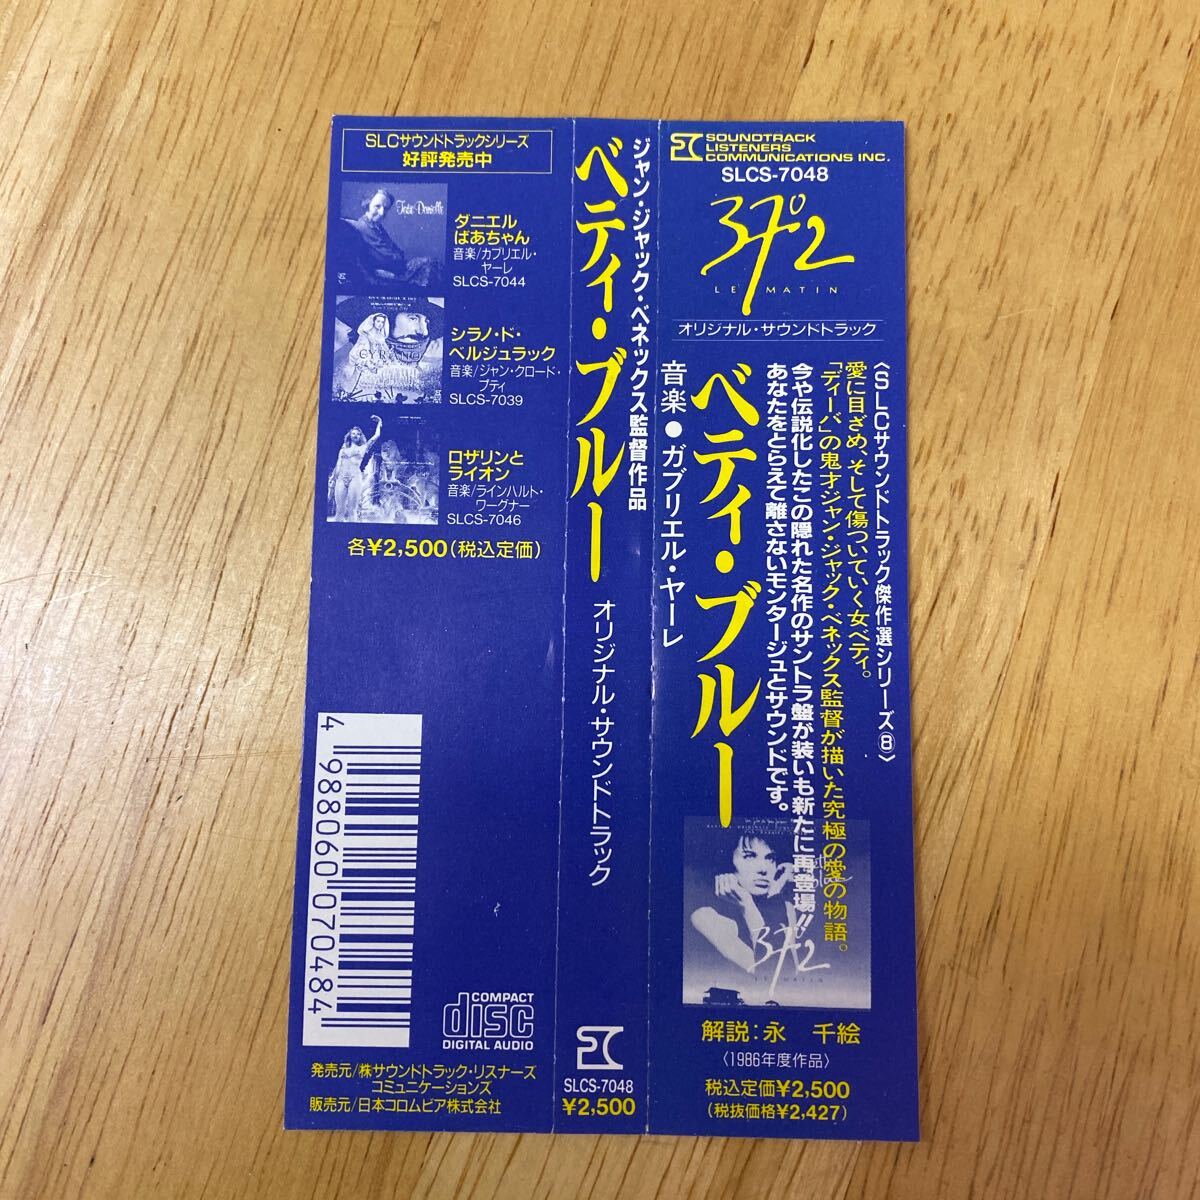 SLCサウンドトラックシリーズ
好評発売中
ダニエル
ばあちゃん
音楽/カブリエル・
ヤーレ
SLCS-7044
シラノ・ド・
ベルジュラック
音楽/ジャン・クロード・
プティ
SLCS-7039
CYRANO
ロザリンと
ライオン
音楽/ラインハルト・
ワーグナー
SLCS-7046
各¥2,500(税込定価)
4 988060 070484
COMPACT
disc
DIGITAL AUDIO
発売元/㈱サウンドトラック・リスナーズ
コミュニケーションズ
販売元/日本コロムビア株式会社
ジャン・ジャック・ベネックス監督作品
ベティ・ブルー
オリジナル・サウンドトラック
SLCS-7048
¥2,500
SOUNDTRACK
LISTENERS
COMMUNICATIONS INC.
SLCS-7048
37°2
LE MATIN
オリジナル・サウンドトラック
〈SLCサウンドトラック傑作選シリーズ⑧〉
愛に目ざめ、そして傷ついていく女ベティ。
「ディーバ」の鬼才ジャン・ジャック・ベネックス監督が描いた究極の愛の物語。
今や伝説化したこの隠れた名作のサントラ盤が装いも新たに再登場!!
あなたをとらえて離さないモンタージュとサウンドです。
ベティ・ブルー
音楽●ガブリエル・ヤーレ
37°2
LE MATIN
解説:永 千絵
〈1986年度作品〉
税込定価¥2,500
(税抜価格¥2,427)